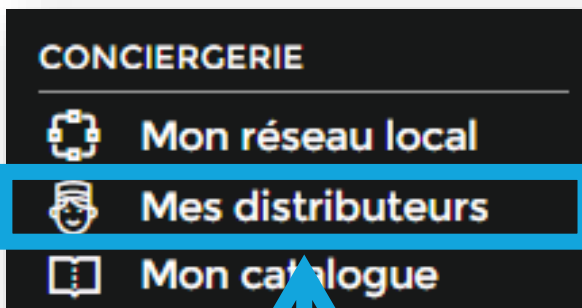 CONCIERGERIE
Mon réseau local
Mes distributeurs
Mon catalogue